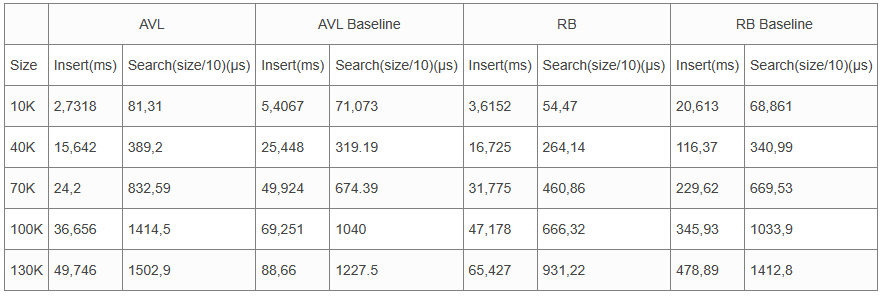 AVL AVL Baseline RB RB Baseline
Size Insert(ms) Search(size/10)(μs) Insert(ms) Search(size/10)(μs) Insert(ms) Search(size/10)(μs) Insert(ms) Search(size/10)(μs)
10K 2,7318 81,31 5,4067 71,073 3,6152 54,47 20,613 68,861
40K 15,642 389,2 25,448 319.19 16,725 264,14 116,37 340,99
70K 24,2 832,59 49,924 674.39 31,775 460,86 229,62 669,53
100K 36,656 1414,5 69,251 1040 47,178 666,32 345,93 1033,9
130K 49,746 1502,9 88,66 1227.5 65,427 931,22 478,89 1412,8